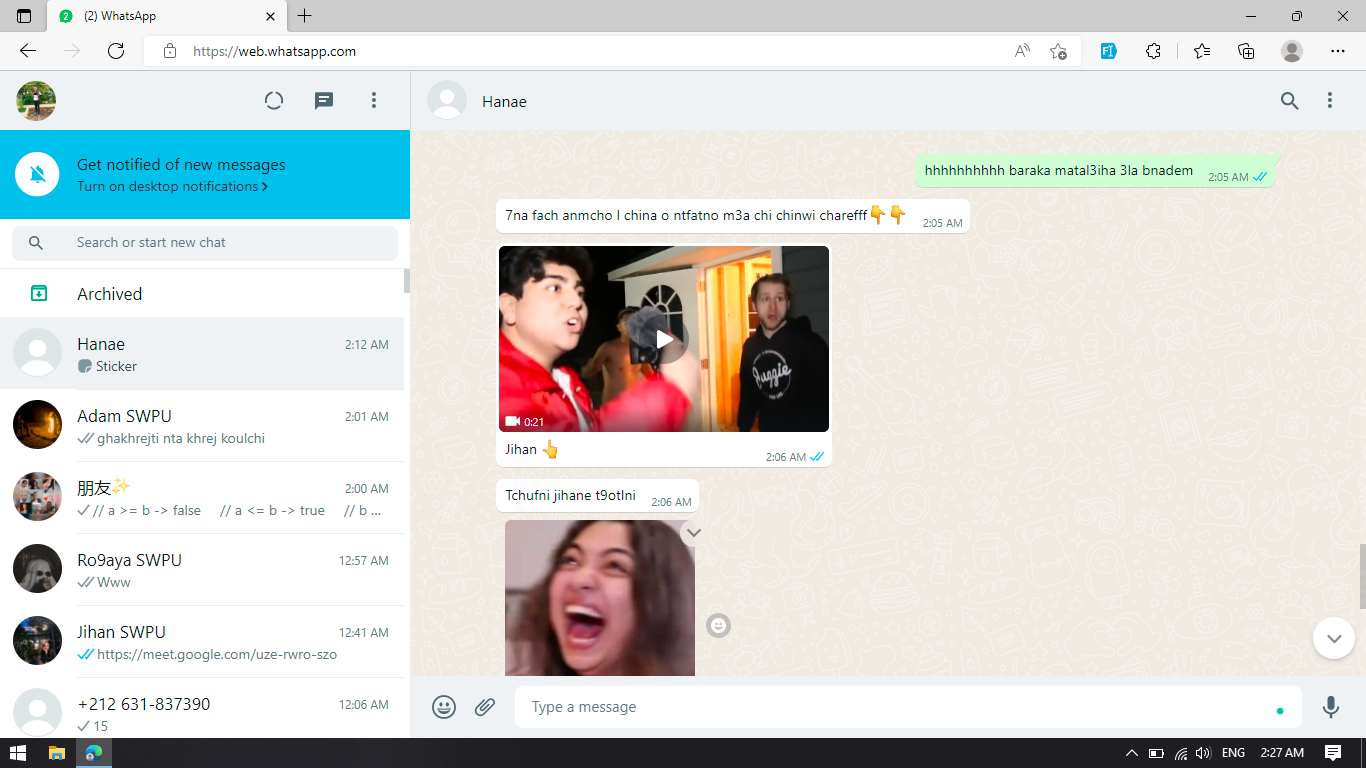 (2) WhatsApp
https://web.whatsapp.com
Get notified of new messages
Turn on desktop notifications
Search or start new chat
Archived
Hanae
2:12 AM
Sticker
Adam SWPU
2:01 AM
ghakhrejti nta khrej koulchi
朋友✨
2:00 AM
// a >= b -> false // a <= b -> true // b ...
Ro9aya SWPU
12:57 AM
Www
Jihan SWPU
12:41 AM
https://meet.google.com/uze-rwro-szo
+212 631-837390
12:06 AM
15
Hanae
hhhhhhhhhh baraka matal3iha 3la bnadem
2:05 AM
7na fach anmcho l china o ntfatno m3a chi chinwi charefff👇👇
2:05 AM
Ruggie
0:21
Jihan 👆
2:06 AM
Tchufni jihane t9otlni
2:06 AM
Type a message
ENG
2:27 AM